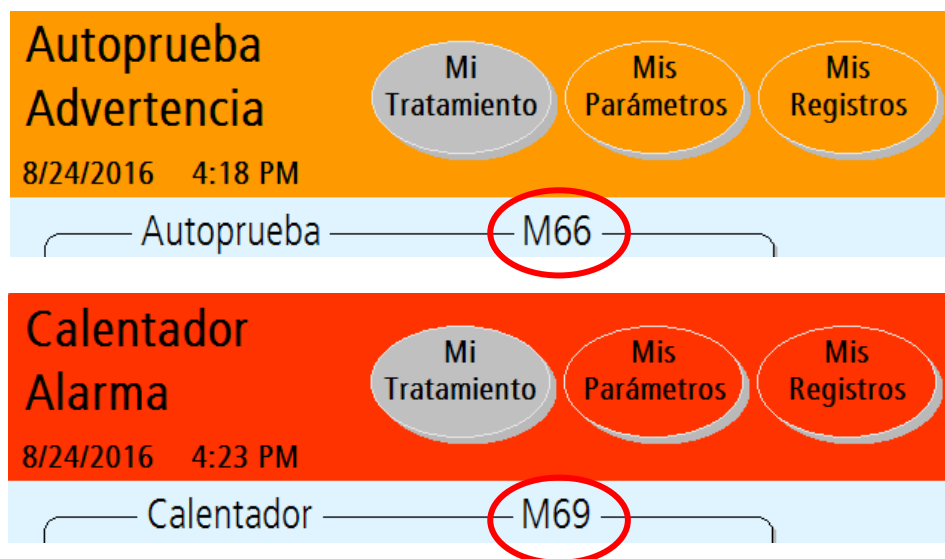 Autoprueba
Advertencia
8/24/2016 4:18 PM
Mi
Tratamiento
Mis
Parámetros
Mis
Registros
Autoprueba M66
Calentador
Alarma
8/24/2016 4:23 PM
Mi
Tratamiento
Mis
Parámetros
Mis
Registros
Calentador M69